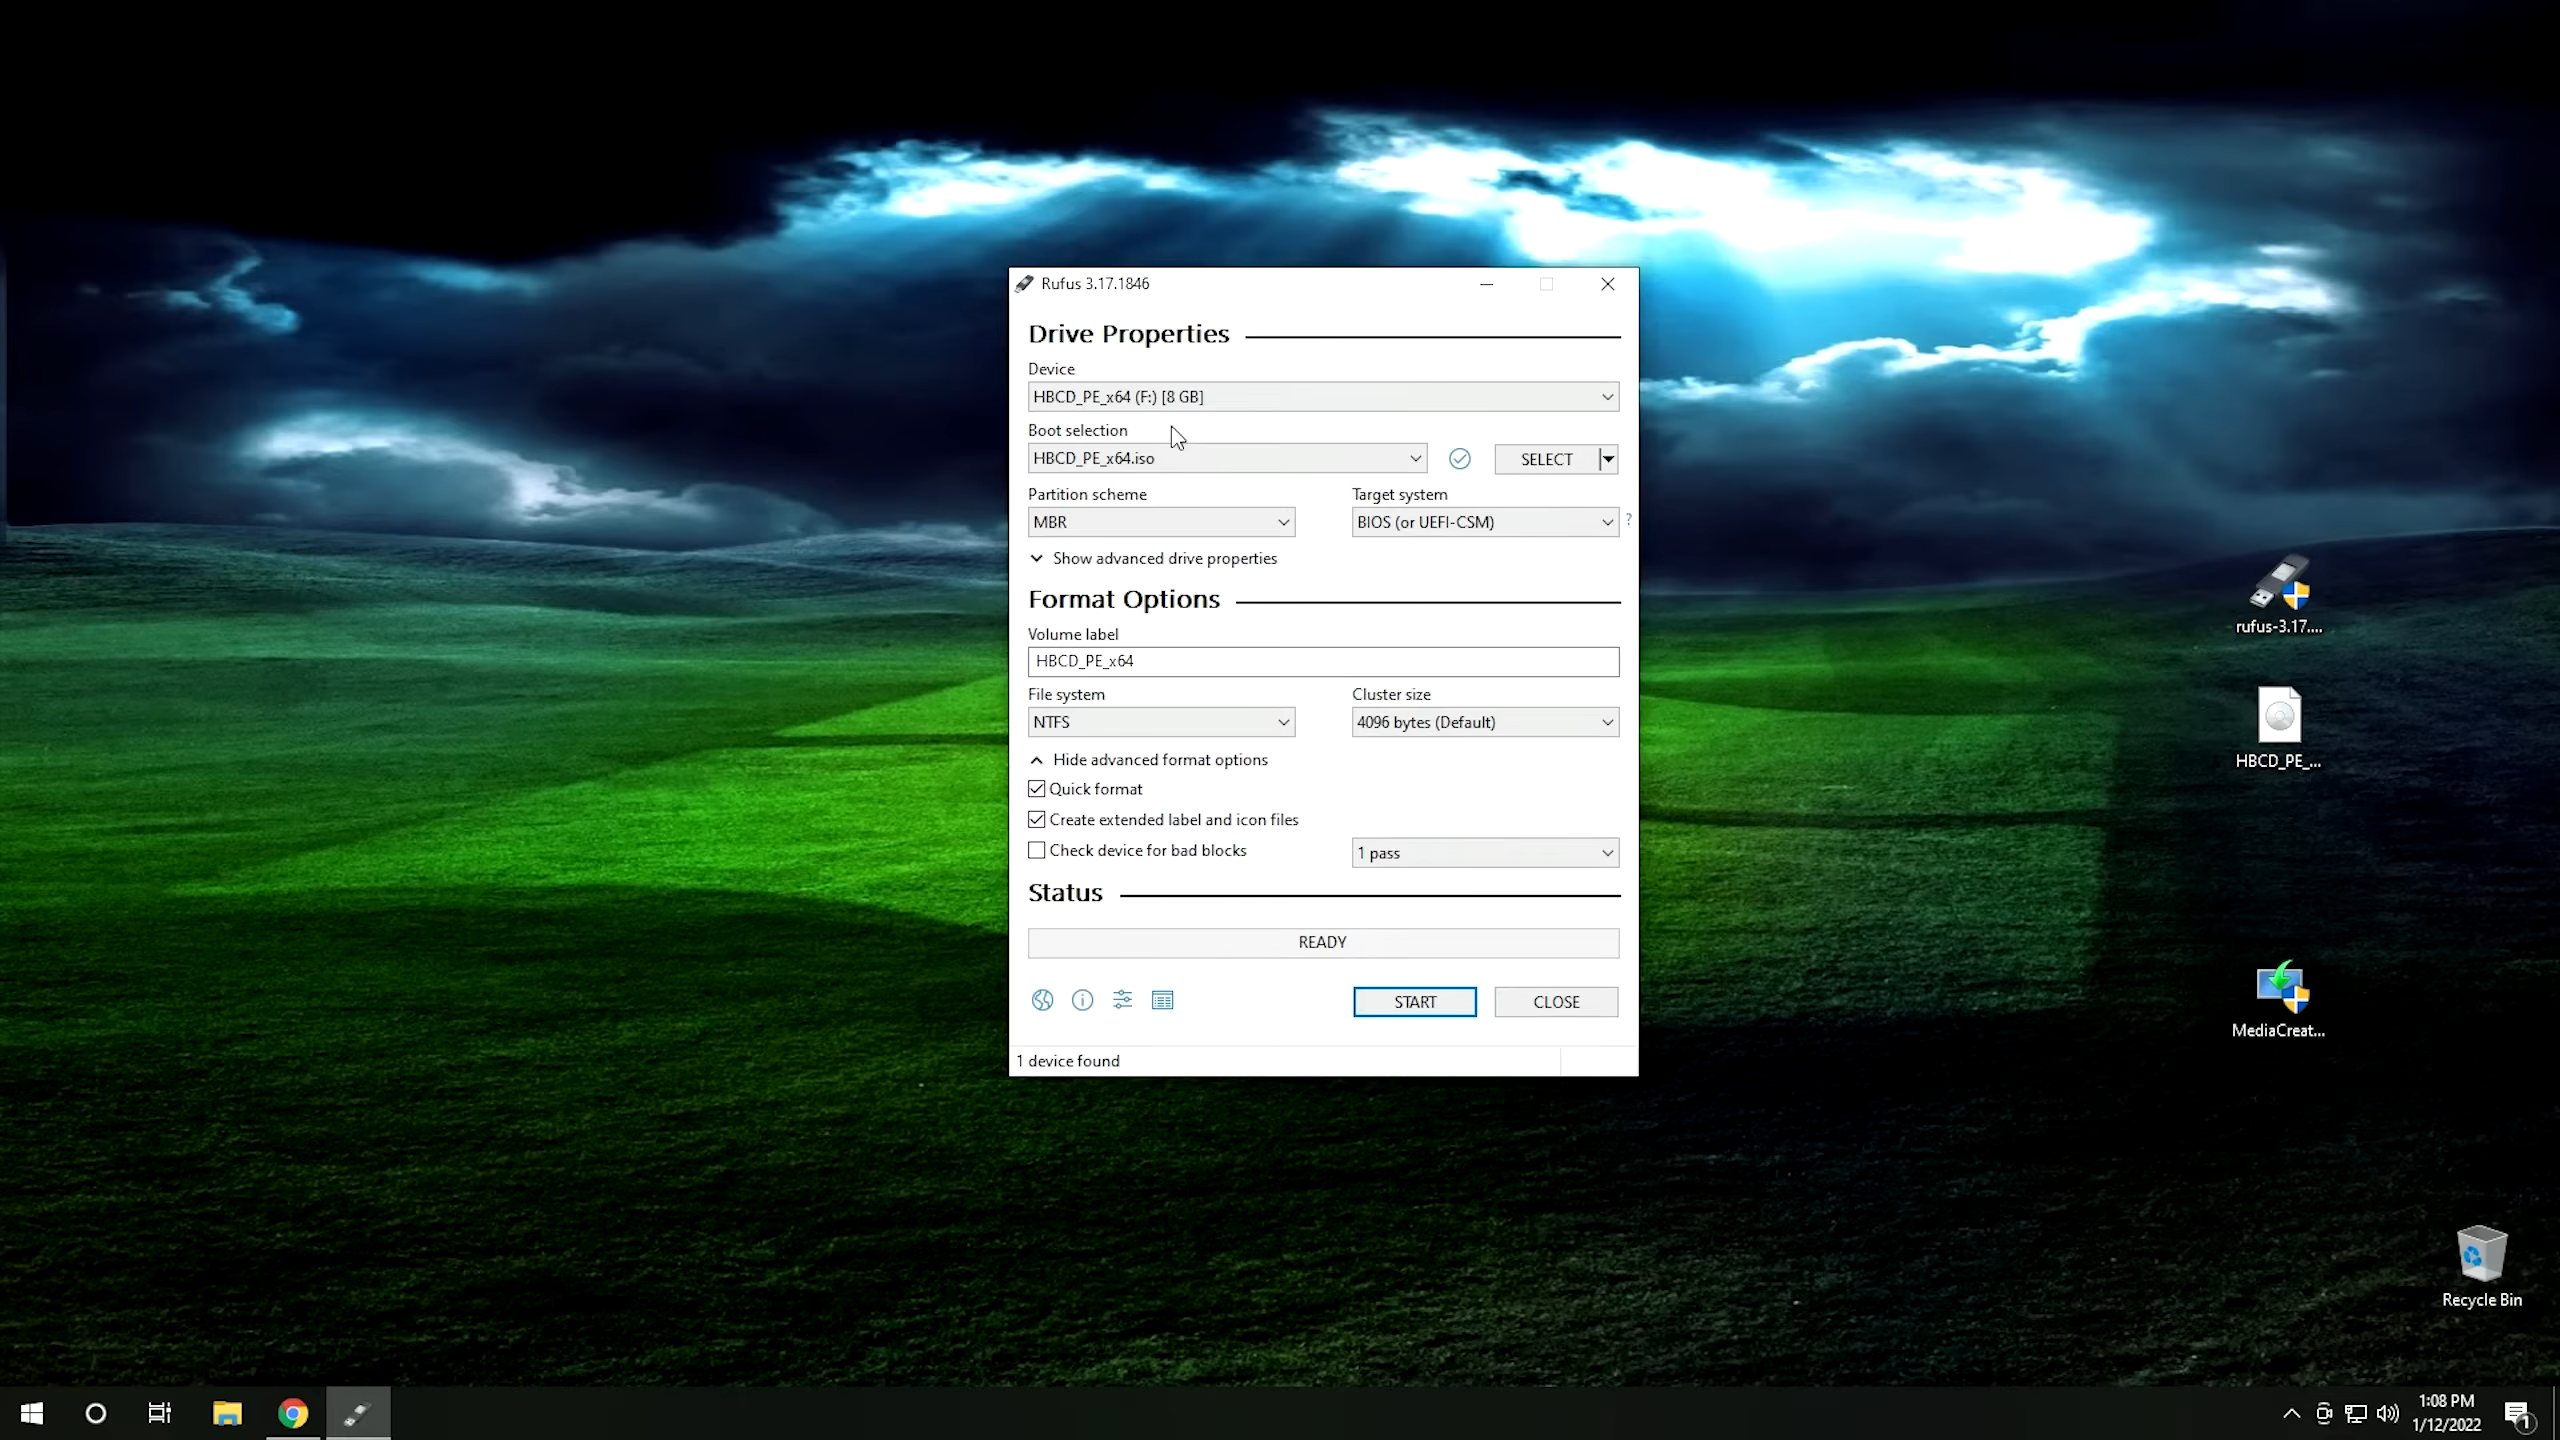 Rufus 3.17.1846
Drive Properties
Device
HBCD_PE_x64 (F:) [8 GB]
Boot selection
HBCD_PE_x64.iso
SELECT
Partition scheme
Target system
MBR
BIOS (or UEFI-CSM)
?
Show advanced drive properties
Format Options
Volume label
HBCD_PE_x64
File system
Cluster size
NTFS
4096 bytes (Default)
Hide advanced format options
Quick format
Create extended label and icon files
Check device for bad blocks
1 pass
Status
READY
START
CLOSE
1 device found
rufus-3.17....
HBCD_PE_...
MediaCreat...
Recycle Bin
1:08 PM
1/12/2022
1